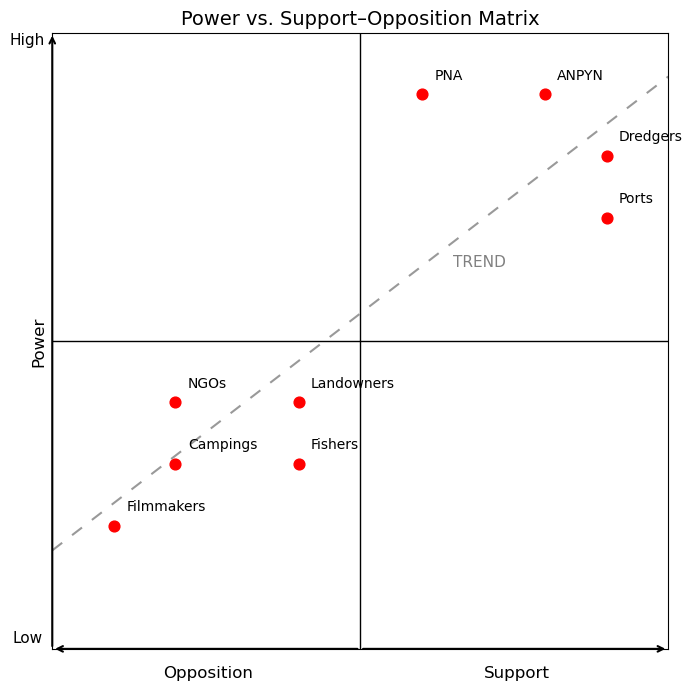 Power vs. Support–Opposition Matrix
High
PNA
ANPYN
Dredgers
Ports
TREND
Power
NGOs
Landowners
Campings
Fishers
Filmmakers
Low
Opposition
Support